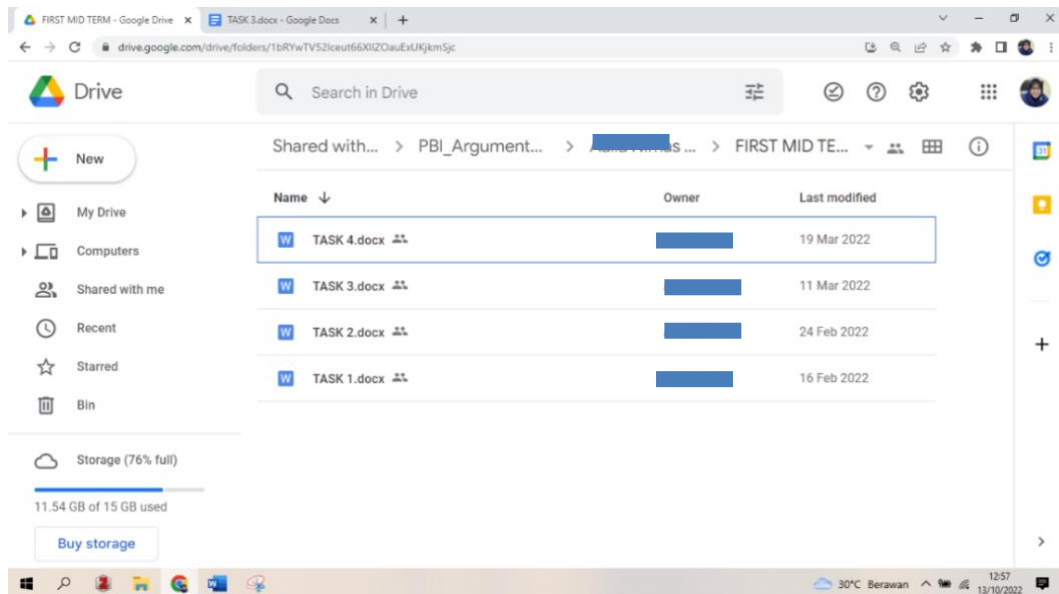 FIRST MID TERM - Google Drive
TASK 3.docx - Google Docs
drive.google.com/drive/folders/
Drive
Search in Drive
Shared with... > PBI_Argument... > ... > FIRST MID TE...
New
Name
Owner
Last modified
My Drive
TASK 4.docx 19 Mar 2022
Computers
TASK 3.docx 11 Mar 2022
Shared with me
Recent
TASK 2.docx 24 Feb 2022
Starred
TASK 1.docx 16 Feb 2022
Bin
Storage (76% full)
11.54 GB of 15 GB used
Buy storage
31
30°C Berawan
12:57
13/10/2022